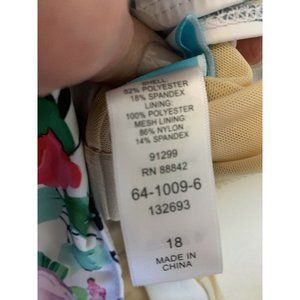 SHELL:
82% POLYESTER
18% SPANDEX
LINING:
100% POLYESTER
MESH LINING:
86% NYLON
14% SPANDEX
91299
RN 88842
64-1009-6
132693
18
MADE IN
CHINA